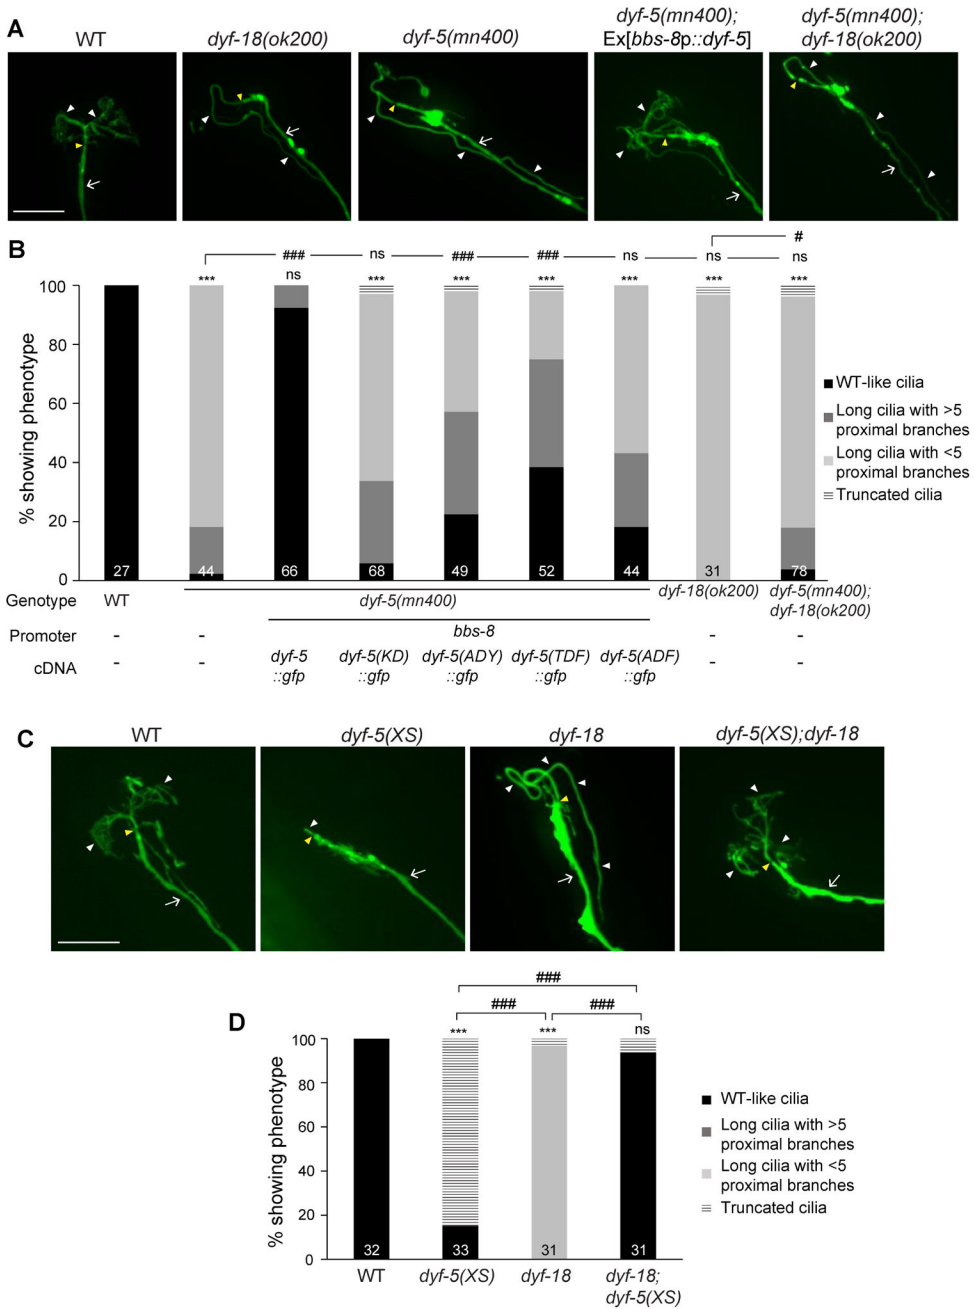 A
WT
dyf-18(ok200)
dyf-5(mn400)
dyf-5(mn400);
Ex[bbs-8p::dyf-5]
dyf-5(mn400);
dyf-18(ok200)
B
#
### ns ### ### ns ns ns
*** ns *** *** *** *** *** ***
% showing phenotype
100
80
60
40
20
0
27 44 66 68 49 52 44 31 78
WT-like cilia
Long cilia with >5
proximal branches
Long cilia with <5
proximal branches
Truncated cilia
Genotype WT dyf-5(mn400) dyf-18(ok200) dyf-5(mn400);
dyf-18(ok200)
Promoter - - bbs-8 - -
cDNA - - dyf-5
::gfp dyf-5(KD)
::gfp dyf-5(ADY)
::gfp dyf-5(TDF)
::gfp dyf-5(ADF)
::gfp - -
C
WT
dyf-5(XS)
dyf-18
dyf-5(XS);dyf-18
D
###
### ###
*** *** ns
% showing phenotype
100
80
60
40
20
0
32 33 31 31
WT dyf-5(XS) dyf-18 dyf-18;
dyf-5(XS)
WT-like cilia
Long cilia with >5
proximal branches
Long cilia with <5
proximal branches
Truncated cilia